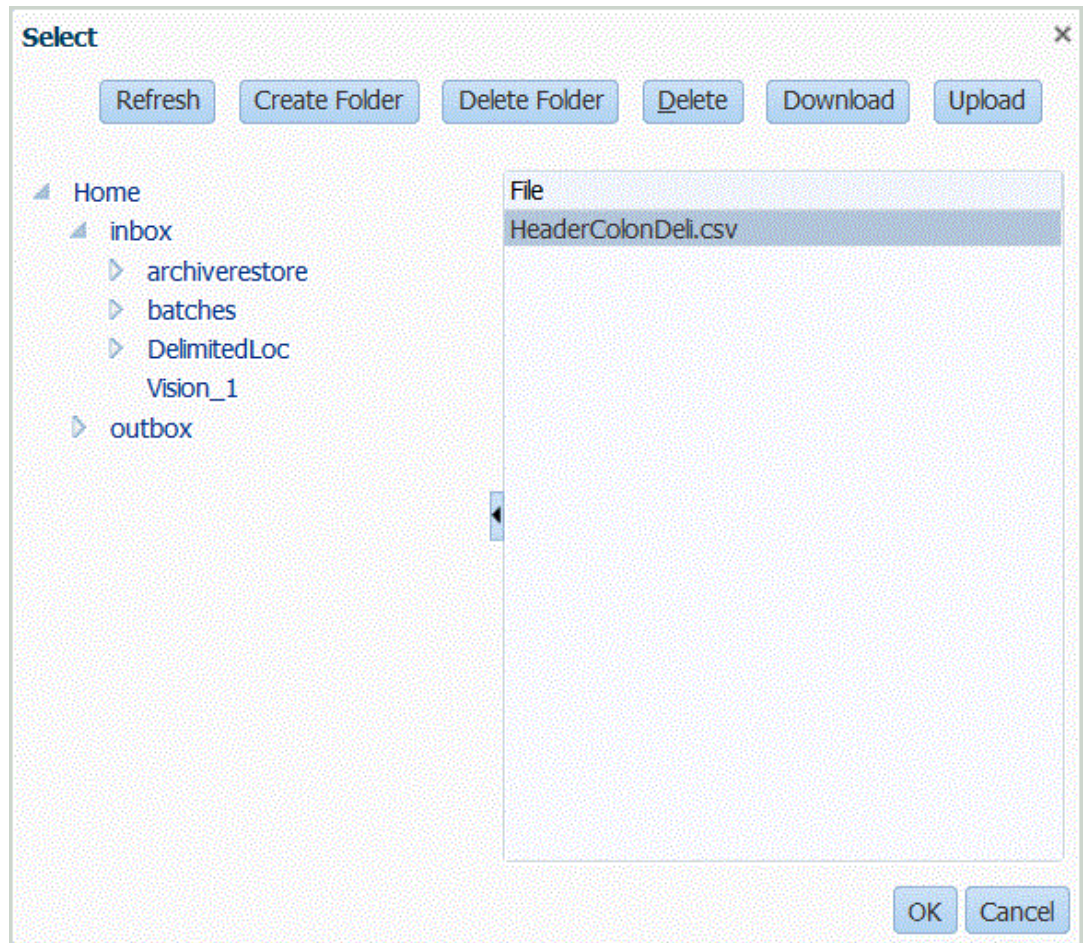 Select
Refresh Create Folder Delete Folder Delete Download Upload
Home
inbox
archiverestore
batches
DelimitedLoc
Vision_1
outbox
File
HeaderColonDeli.csv
OK Cancel